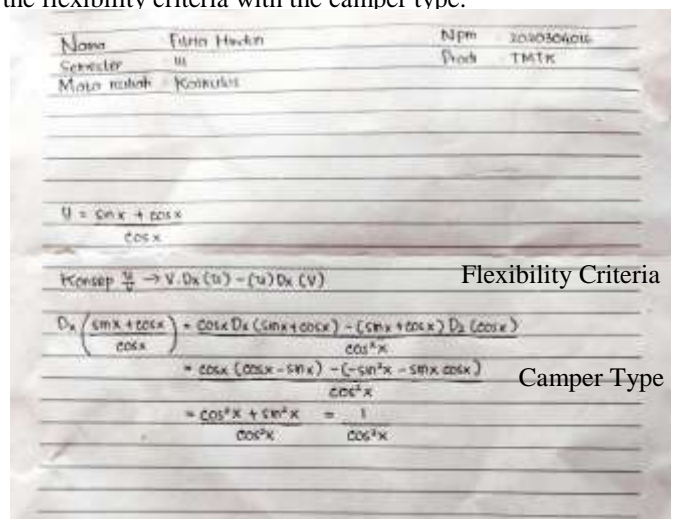 the flexibility criteria with the camper type.
Nama Fitria Npm 2020304016
Semester III Prodi TMTK
Mata Kuliah Kalkulus
y = sin x + cos x
cos x
Konsep u/v → V.Dx (u) - (u) Dx (V)
Flexibility Criteria
Dx (sin x + cos x / cos x) = cos x Dx (sin x + cos x) - (sin x + cos x) Dx (cos x)
cos²x
= cos x (cos x - sin x) - (-sin²x - sin x cos x)
cos²x
Camper Type
= cos²x + sin²x = 1
cos²x cos²x